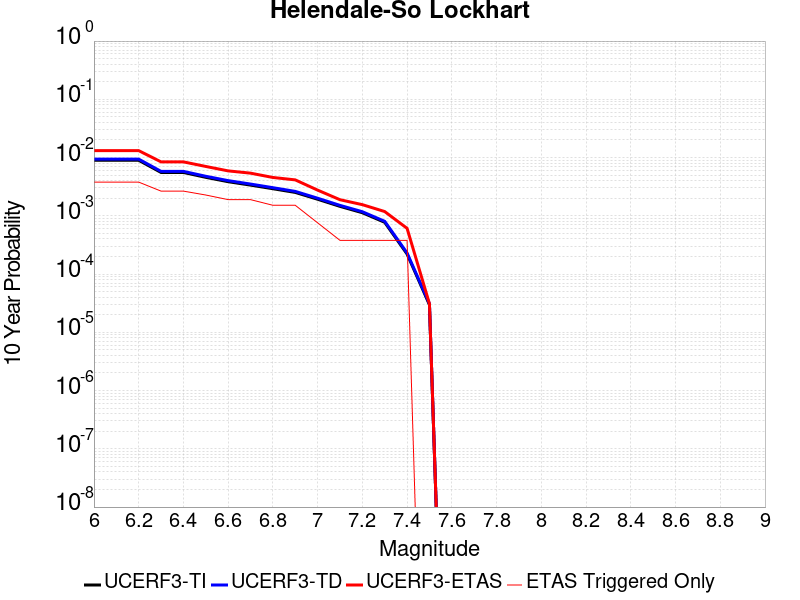 Helendale-So Lockhart
10 Year Probability
10^0
10^-1
10^-2
10^-3
10^-4
10^-5
10^-6
10^-7
10^-8
6 6.2 6.4 6.6 6.8 7 7.2 7.4 7.6 7.8 8 8.2 8.4 8.6 8.8 9
Magnitude
UCERF3-TI UCERF3-TD UCERF3-ETAS ETAS Triggered Only